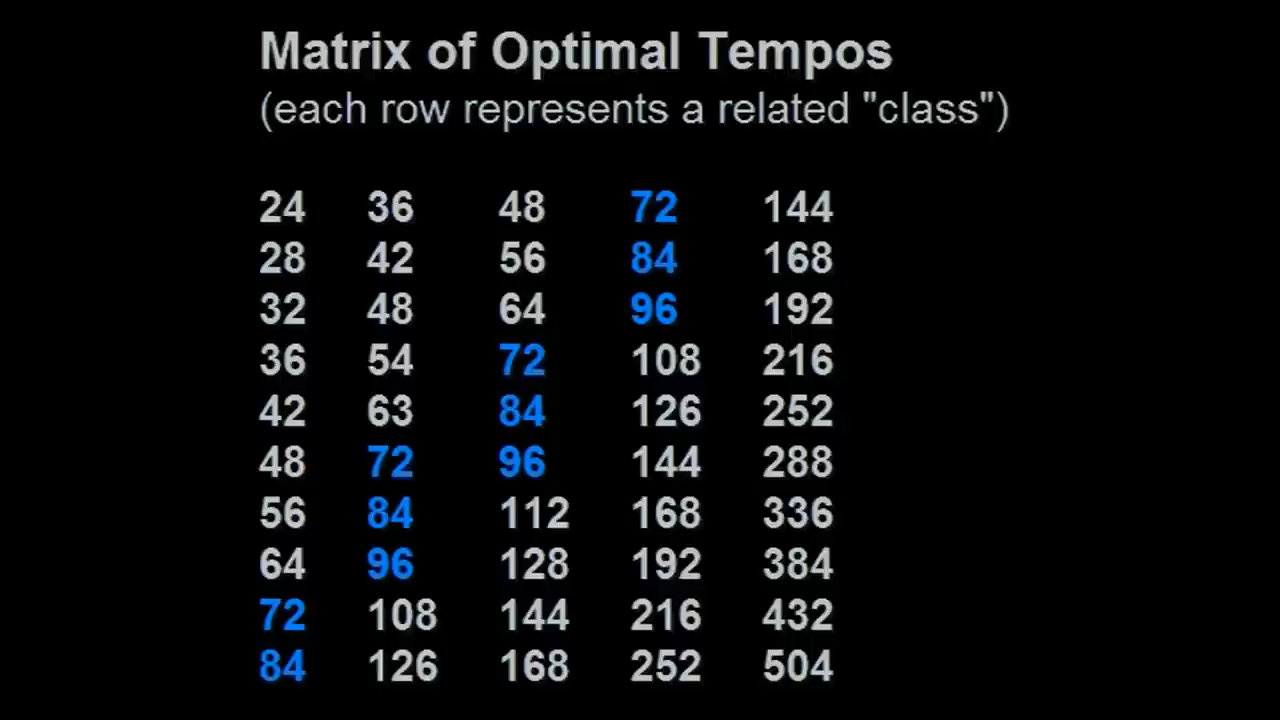 Matrix of Optimal Tempos
(each row represents a related "class")
24 36 48 72 144
28 42 56 84 168
32 48 64 96 192
36 54 72 108 216
42 63 84 126 252
48 72 96 144 288
56 84 112 168 336
64 96 128 192 384
72 108 144 216 432
84 126 168 252 504